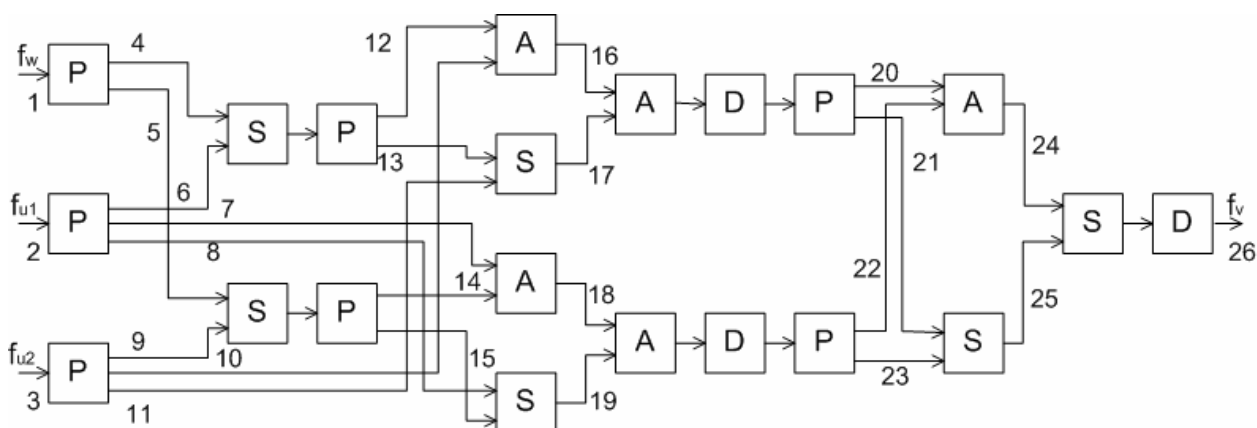 f_w P 4 12 A 16
1 5 S P 13 A D P 20 A
6 S 17 21 24
f_u1 P 7 S D f_v
2 8 22 26
14 A 18 25
S P A D P S
9 10 15 19 23
f_u2 P S
3 11